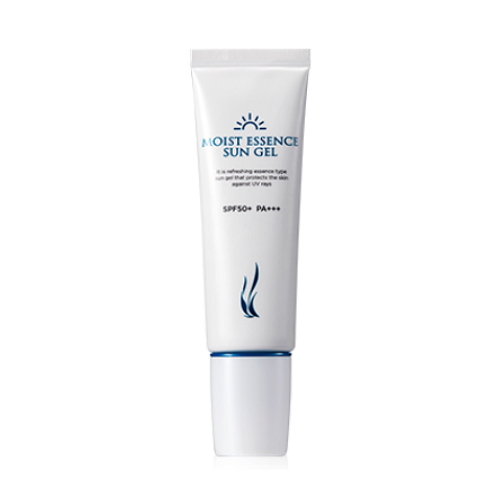 MOIST ESSENCE
SUN GEL
It is refreshing essence type
sun gel that protects the skin
against UV rays
SPF50+ PA+++